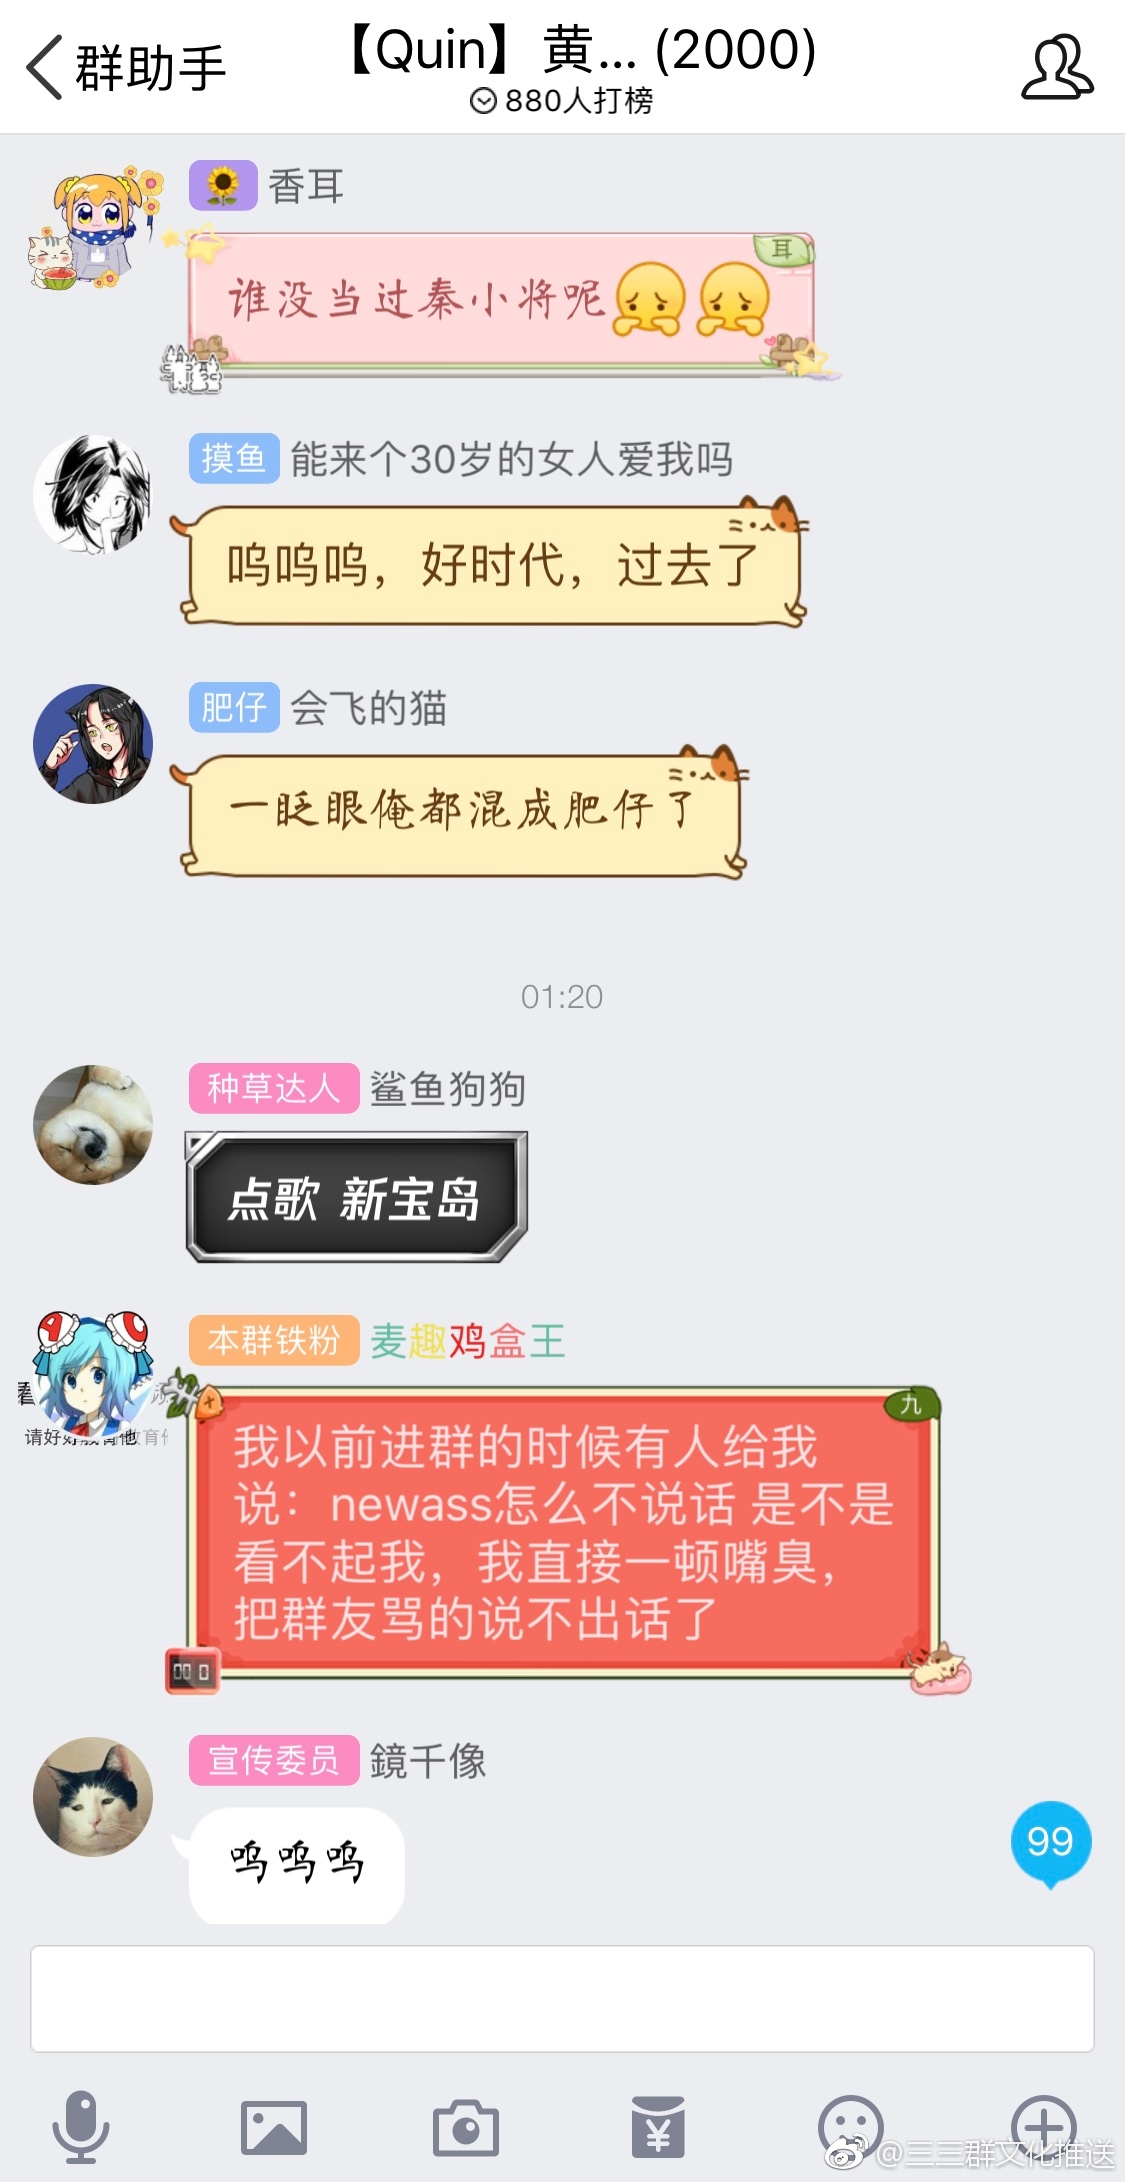 群助手
【Quin】黄... (2000)
880人打榜
香耳
耳
谁没当过秦小将呢
摸鱼 能来个30岁的女人爱我吗
呜呜呜，好时代，过去了
肥仔 会飞的猫
一眨眼俺都混成肥仔了
01:20
种草达人 鲨鱼狗狗
点歌 新宝岛
本群铁粉 麦趣鸡盒王
九
我以前进群的时候有人给我
说：newass怎么不说话 是不是
看不起我，我直接一顿嘴臭，
把群友骂的说不出话了
宣传委员 鏡千像
呜呜呜
99
@三三群文化推送